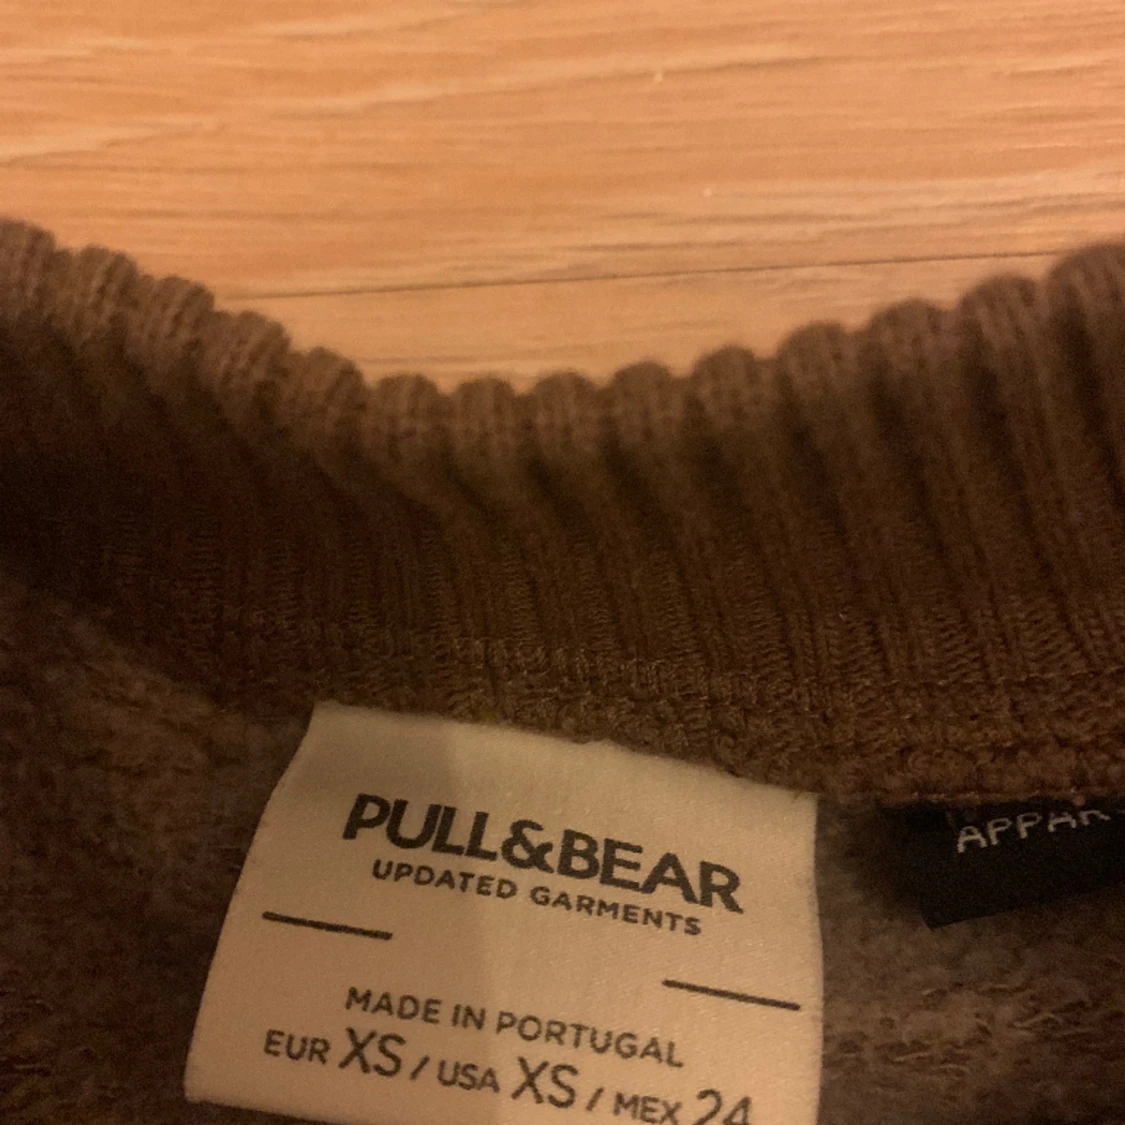 PULL&BEAR
UPDATED GARMENTS
MADE IN PORTUGAL
EUR XS / USA XS / MEX 24